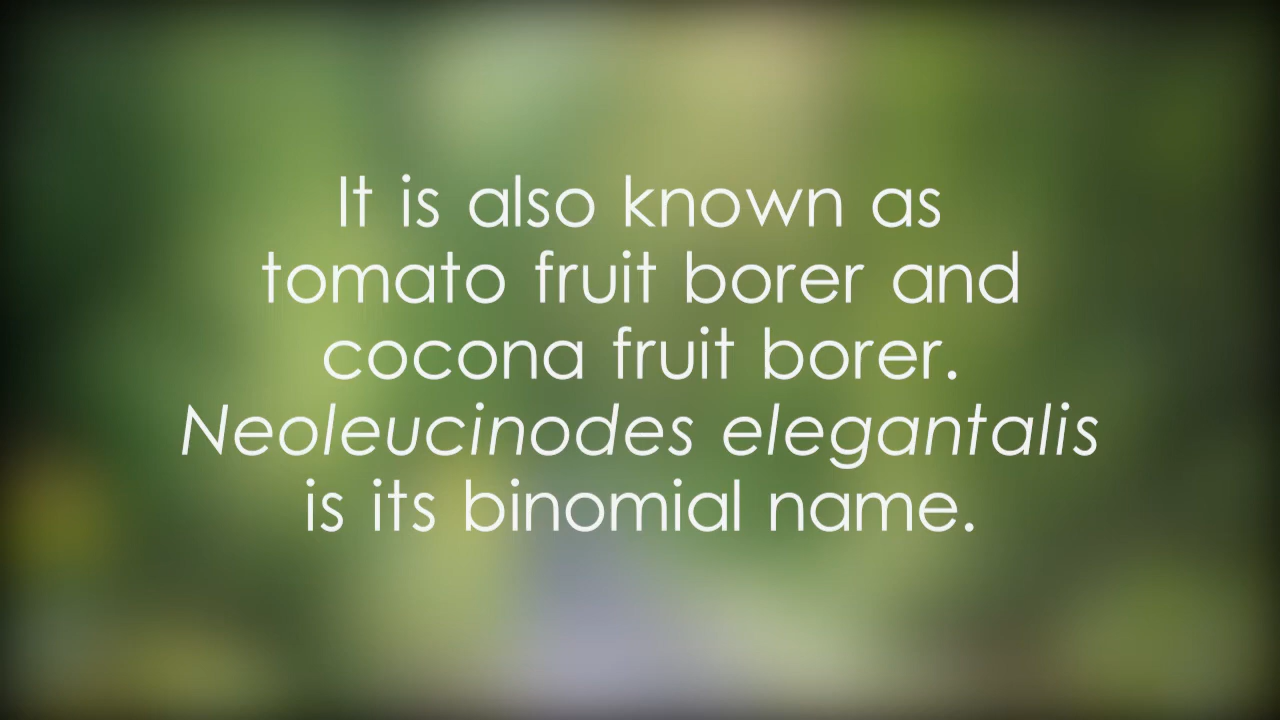 It is also known as
tomato fruit borer and
cocona fruit borer.
Neoleucinodes elegantalis
is its binomial name.